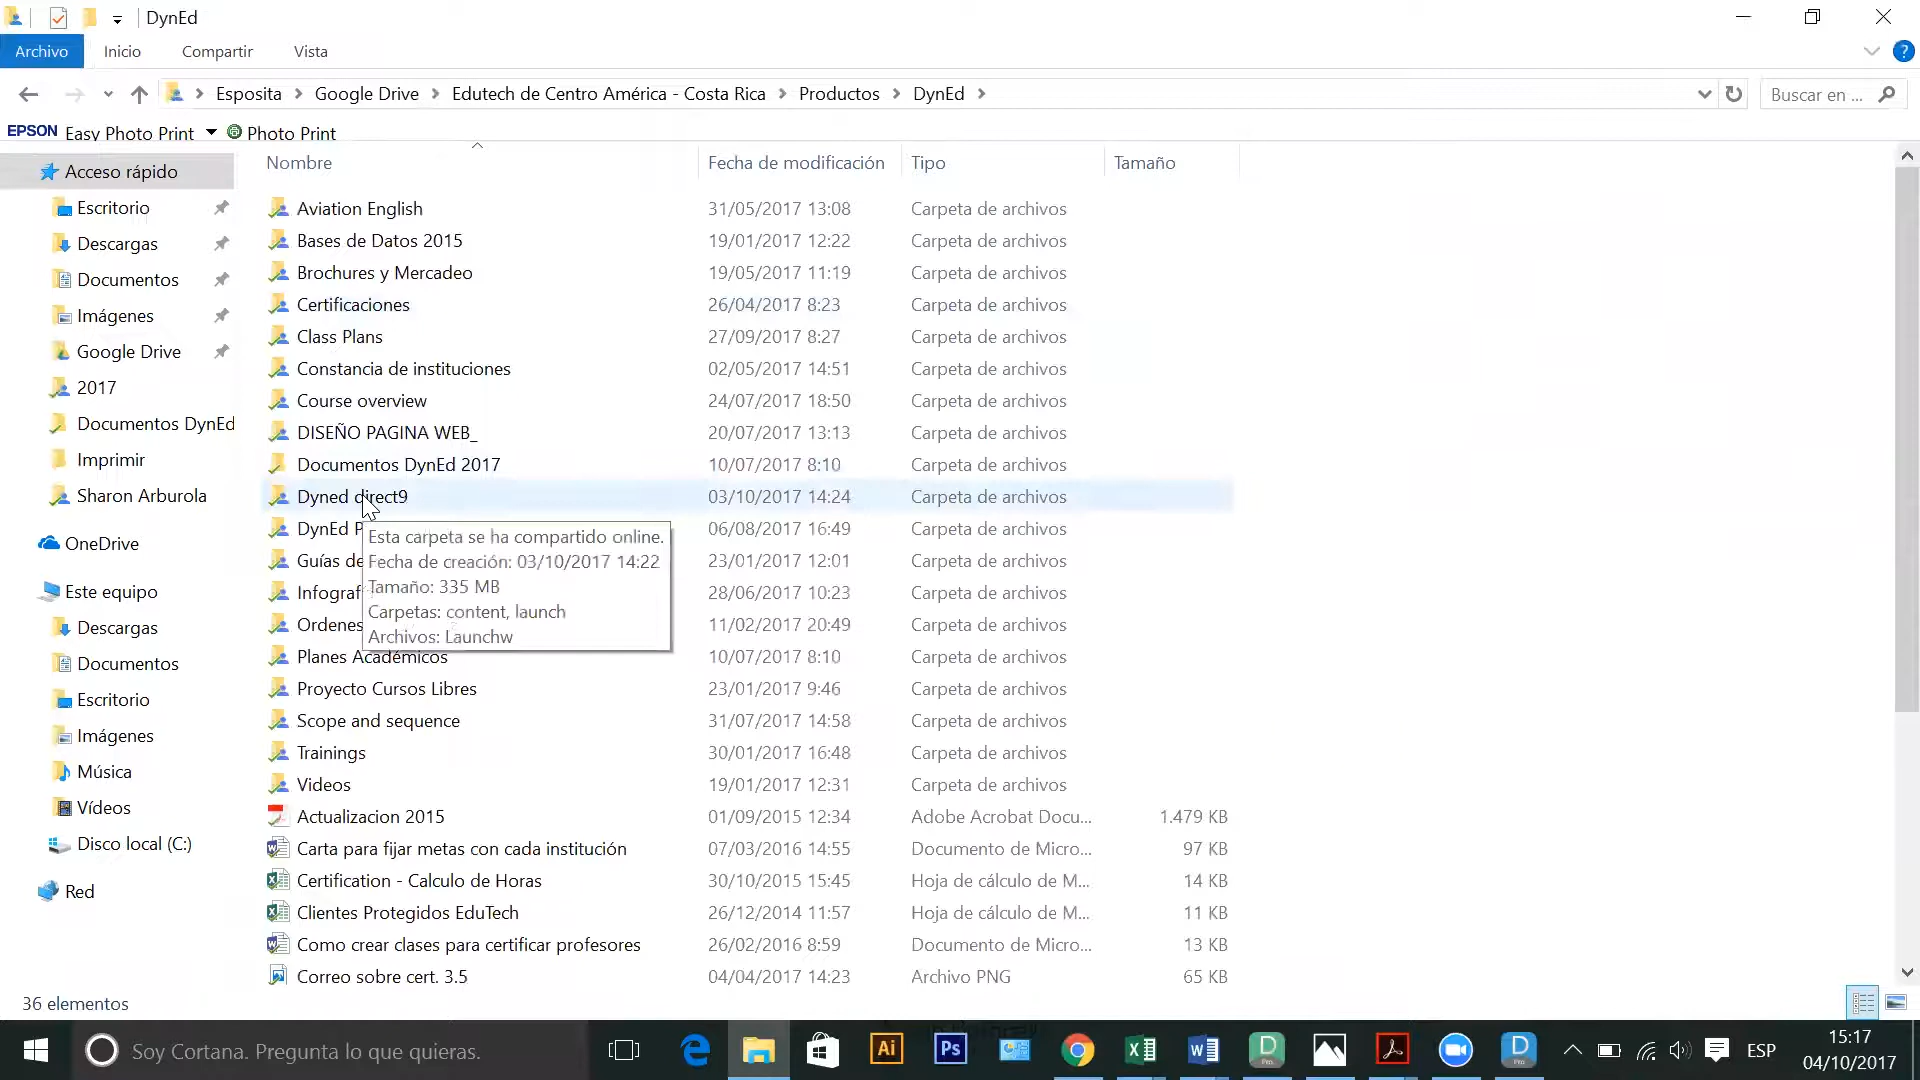 DynEd
Archivo Inicio Compartir Vista
Esposita Google Drive Edutech de Centro América - Costa Rica Productos DynEd Buscar en ...
EPSON Easy Photo Print Photo Print
Nombre Fecha de modificación Tipo Tamaño
Acceso rápido
Escritorio
Descargas
Documentos
Imágenes
Google Drive
2017
Documentos DynEd
Imprimir
Sharon Arburola
OneDrive
Este equipo
Descargas
Documentos
Escritorio
Imágenes
Música
Vídeos
Disco local (C:)
Red
Aviation English 31/05/2017 13:08 Carpeta de archivos
Bases de Datos 2015 19/01/2017 12:22 Carpeta de archivos
Brochures y Mercadeo 19/05/2017 11:19 Carpeta de archivos
Certificaciones 26/04/2017 8:23 Carpeta de archivos
Class Plans 27/09/2017 8:27 Carpeta de archivos
Constancia de instituciones 02/05/2017 14:51 Carpeta de archivos
Course overview 24/07/2017 18:50 Carpeta de archivos
DISEÑO PAGINA WEB_ 20/07/2017 13:13 Carpeta de archivos
Documentos DynEd 2017 10/07/2017 8:10 Carpeta de archivos
Dyned direct9 03/10/2017 14:24 Carpeta de archivos
DynEd P 06/08/2017 16:49 Carpeta de archivos
Guías de 23/01/2017 12:01 Carpeta de archivos
Infograf 28/06/2017 10:23 Carpeta de archivos
Ordenes 11/02/2017 20:49 Carpeta de archivos
Esta carpeta se ha compartido online.
Fecha de creación: 03/10/2017 14:22
Tamaño: 335 MB
Carpetas: content, launch
Archivos: Launchw
Planes Académicos 10/07/2017 8:10 Carpeta de archivos
Proyecto Cursos Libres 23/01/2017 9:46 Carpeta de archivos
Scope and sequence 31/07/2017 14:58 Carpeta de archivos
Trainings 30/01/2017 16:48 Carpeta de archivos
Videos 19/01/2017 12:31 Carpeta de archivos
Actualizacion 2015 01/09/2015 12:34 Adobe Acrobat Docu... 1.479 KB
Carta para fijar metas con cada institución 07/03/2016 14:55 Documento de Micro... 97 KB
Certification - Calculo de Horas 30/10/2015 15:45 Hoja de cálculo de M... 14 KB
Clientes Protegidos EduTech 26/12/2014 11:57 Hoja de cálculo de M... 11 KB
Como crear clases para certificar profesores 26/02/2016 8:59 Documento de Micro... 13 KB
Correo sobre cert. 3.5 04/04/2017 14:23 Archivo PNG 65 KB
36 elementos
Soy Cortana. Pregunta lo que quieras.
Ai
Ps
D
Pro
D
Pro
ESP
15:17
04/10/2017